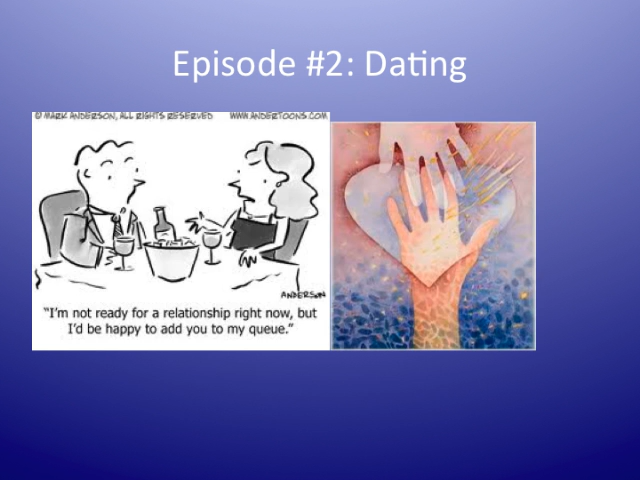 Episode #2: Dating
© MARK ANDERSON, ALL RIGHTS RESERVED WWW.ANDERTOONS.COM
ANDERSON
"I'm not ready for a relationship right now, but
I'd be happy to add you to my queue."